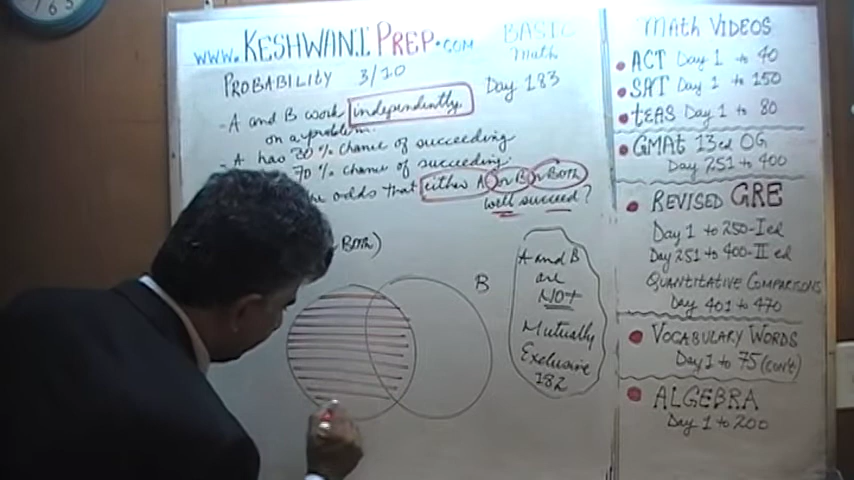 www.KESHWANI PREP.COM
BASIC
Math
PROBABILITY 3/10
Day 183
- A and B work independently
on a problem.
- A has 30% chance of succeeding
70% chance of succeeding.
odds that either A or B or Both
will succeed?
Both)
B
A and B
are
NOT
Mutually
Exclusive
182
Math VIDEOS
ACT Day 1 to 40
SAT Day 1 to 150
tEAS Day 1 to 80
GMAt 13ed OG
Day 251 to 400
REVISED GRE
Day 1 to 250-I ed
Day 251 to 400-II ed
QUANTITATIVE COMPARISONS
Day 401 to 470
VOCABULARY WORDS
Day 1 to 75 (con't)
ALGEBRA
Day 1 to 200